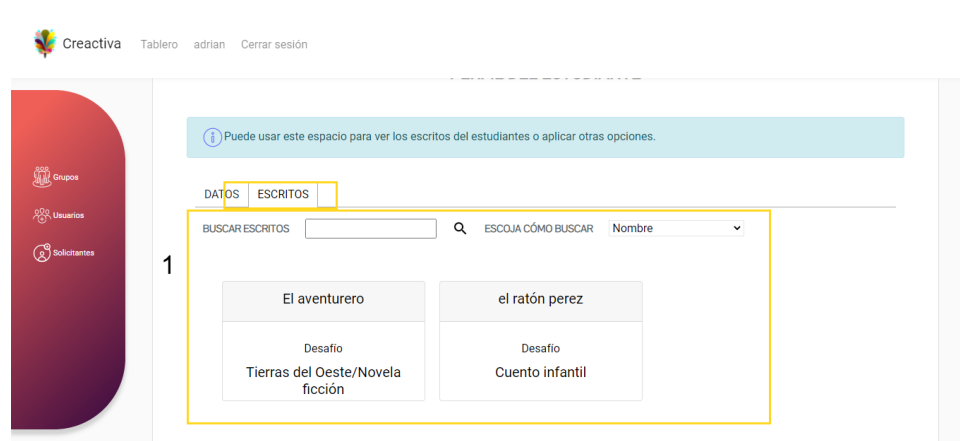 Creactiva Tablero adrian Cerrar sesión
Puede usar este espacio para ver los escritos del estudiantes o aplicar otras opciones.
Grupos
Usuarios
Solicitantes
DATOS ESCRITOS
BUSCAR ESCRITOS ESCOJA CÓMO BUSCAR Nombre
1
El aventurero
Desafío
Tierras del Oeste/Novela
ficción
el ratón perez
Desafío
Cuento infantil